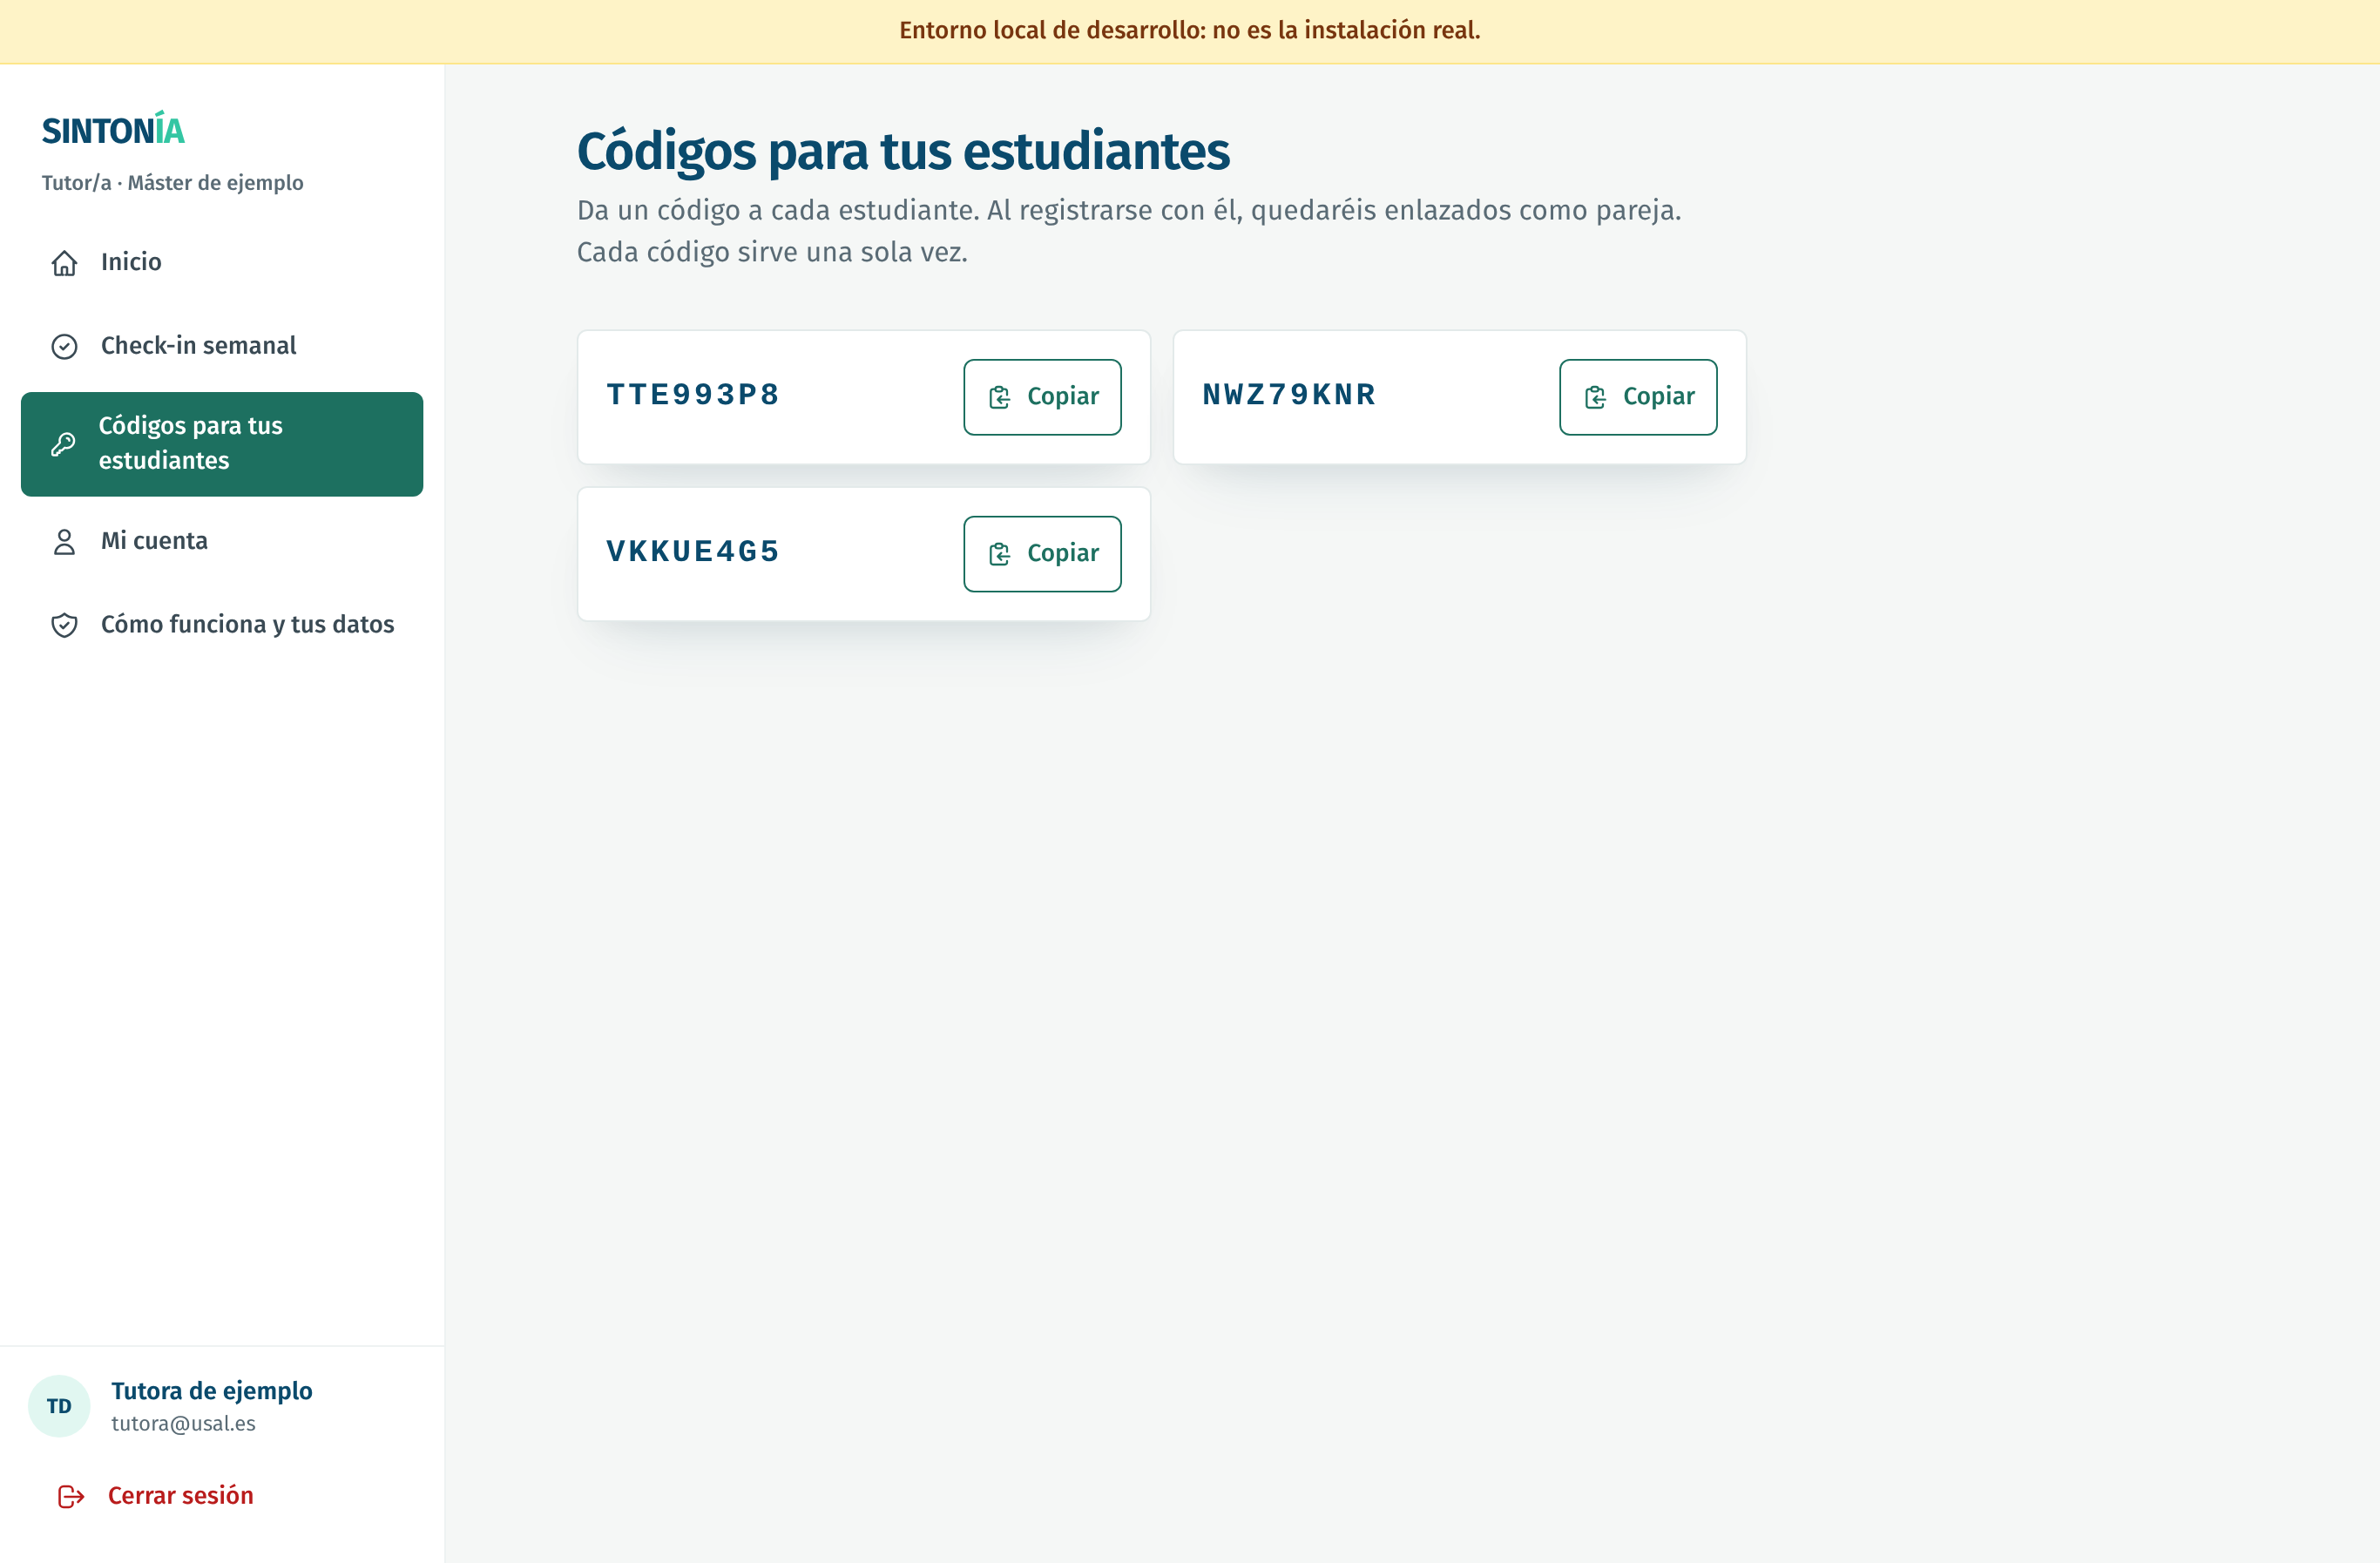 Entorno local de desarrollo: no es la instalación real.
SINTONÍA
Tutor/a · Máster de ejemplo
Inicio
Check-in semanal
Códigos para tus
estudiantes
Mi cuenta
Cómo funciona y tus datos
Tutora de ejemplo
TD
tutora@usal.es
Cerrar sesión
Códigos para tus estudiantes
Da un código a cada estudiante. Al registrarse con él, quedaréis enlazados como pareja.
Cada código sirve una sola vez.
TTE993P8
Copiar
NWZ79KNR
Copiar
VKKUE4G5
Copiar